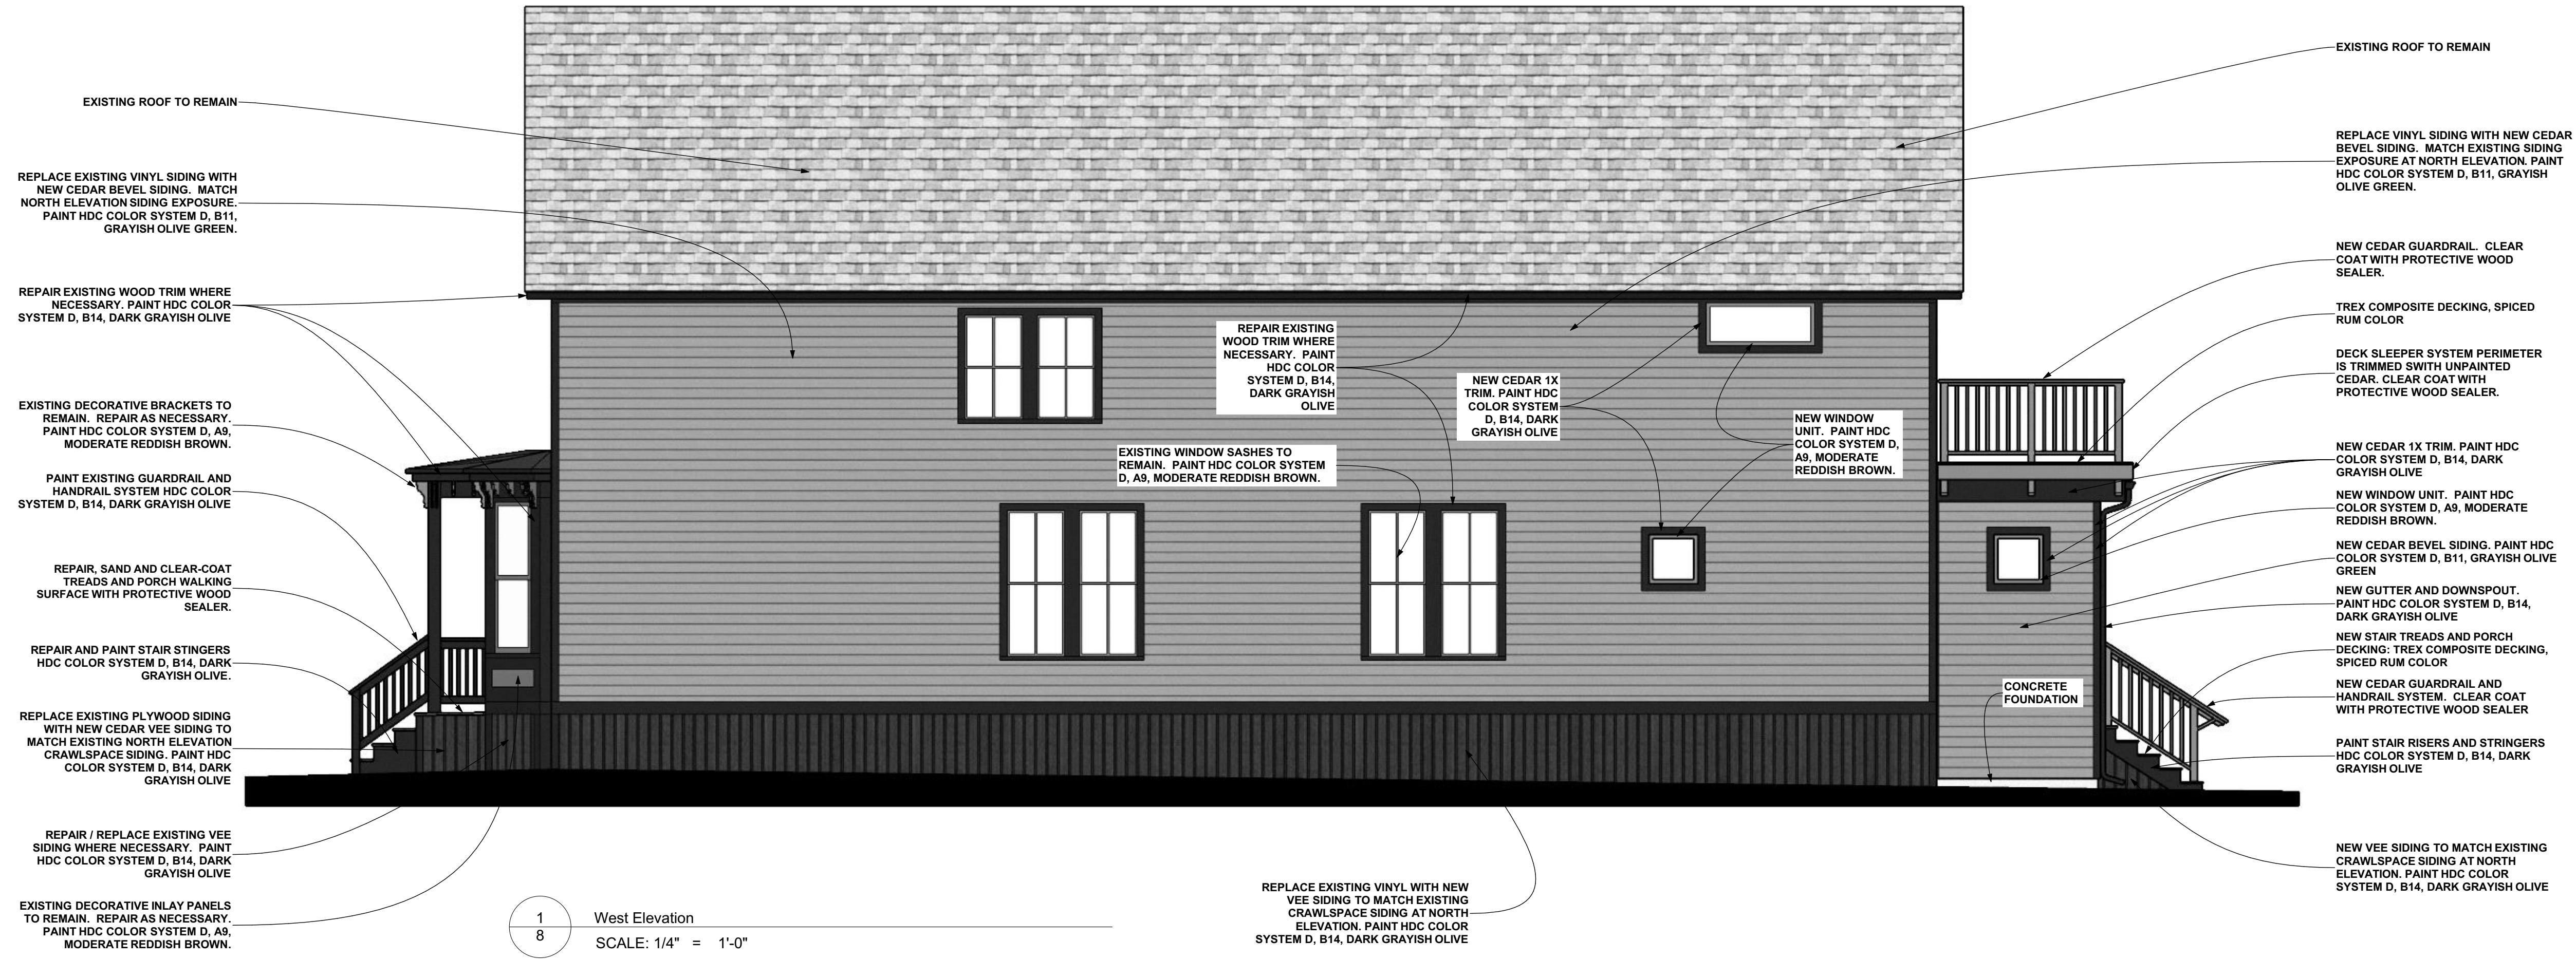 EXISTING ROOF TO REMAIN
REPLACE EXISTING VINYL SIDING WITH
NEW CEDAR BEVEL SIDING. MATCH
NORTH ELEVATION SIDING EXPOSURE.
PAINT HDC COLOR SYSTEM D, B11,
GRAYISH OLIVE GREEN.
REPAIR EXISTING WOOD TRIM WHERE
NECESSARY. PAINT HDC COLOR
SYSTEM D, B14, DARK GRAYISH OLIVE
EXISTING DECORATIVE BRACKETS TO
REMAIN. REPAIR AS NECESSARY.
PAINT HDC COLOR SYSTEM D, A9,
MODERATE REDDISH BROWN.
PAINT EXISTING GUARDRAIL AND
HANDRAIL SYSTEM HDC COLOR
SYSTEM D, B14, DARK GRAYISH OLIVE
REPAIR, SAND AND CLEAR-COAT
TREADS AND PORCH WALKING
SURFACE WITH PROTECTIVE WOOD
SEALER.
REPAIR AND PAINT STAIR STINGERS
HDC COLOR SYSTEM D, B14, DARK
GRAYISH OLIVE.
REPLACE EXISTING PLYWOOD SIDING
WITH NEW CEDAR VEE SIDING TO
MATCH EXISTING NORTH ELEVATION
CRAWLSPACE SIDING. PAINT HDC
COLOR SYSTEM D, B14, DARK
GRAYISH OLIVE
REPAIR / REPLACE EXISTING VEE
SIDING WHERE NECESSARY. PAINT
HDC COLOR SYSTEM D, B14, DARK
GRAYISH OLIVE
EXISTING DECORATIVE INLAY PANELS
TO REMAIN. REPAIR AS NECESSARY.
PAINT HDC COLOR SYSTEM D, A9,
MODERATE REDDISH BROWN.
REPAIR EXISTING
WOOD TRIM WHERE
NECESSARY. PAINT
HDC COLOR
SYSTEM D, B14,
DARK GRAYISH
OLIVE
EXISTING WINDOW SASHES TO
REMAIN. PAINT HDC COLOR SYSTEM
D, A9, MODERATE REDDISH BROWN.
NEW CEDAR 1X
TRIM. PAINT HDC
COLOR SYSTEM
D, B14, DARK
GRAYISH OLIVE
NEW WINDOW
UNIT. PAINT HDC
COLOR SYSTEM D,
A9, MODERATE
REDDISH BROWN.
CONCRETE
FOUNDATION
REPLACE EXISTING VINYL WITH NEW
VEE SIDING TO MATCH EXISTING
CRAWLSPACE SIDING AT NORTH
ELEVATION. PAINT HDC COLOR
SYSTEM D, B14, DARK GRAYISH OLIVE
1
8
West Elevation
SCALE: 1/4" = 1'-0"
EXISTING ROOF TO REMAIN
REPLACE VINYL SIDING WITH NEW CEDAR
BEVEL SIDING. MATCH EXISTING SIDING
EXPOSURE AT NORTH ELEVATION. PAINT
HDC COLOR SYSTEM D, B11, GRAYISH
OLIVE GREEN.
NEW CEDAR GUARDRAIL. CLEAR
COAT WITH PROTECTIVE WOOD
SEALER.
TREX COMPOSITE DECKING, SPICED
RUM COLOR
DECK SLEEPER SYSTEM PERIMETER
IS TRIMMED SWITH UNPAINTED
CEDAR. CLEAR COAT WITH
PROTECTIVE WOOD SEALER.
NEW CEDAR 1X TRIM. PAINT HDC
COLOR SYSTEM D, B14, DARK
GRAYISH OLIVE
NEW WINDOW UNIT. PAINT HDC
COLOR SYSTEM D, A9, MODERATE
REDDISH BROWN.
NEW CEDAR BEVEL SIDING. PAINT HDC
COLOR SYSTEM D, B11, GRAYISH OLIVE
GREEN
NEW GUTTER AND DOWNSPOUT.
PAINT HDC COLOR SYSTEM D, B14,
DARK GRAYISH OLIVE
NEW STAIR TREADS AND PORCH
DECKING: TREX COMPOSITE DECKING,
SPICED RUM COLOR
NEW CEDAR GUARDRAIL AND
HANDRAIL SYSTEM. CLEAR COAT
WITH PROTECTIVE WOOD SEALER
PAINT STAIR RISERS AND STRINGERS
HDC COLOR SYSTEM D, B14, DARK
GRAYISH OLIVE
NEW VEE SIDING TO MATCH EXISTING
CRAWLSPACE SIDING AT NORTH
ELEVATION. PAINT HDC COLOR
SYSTEM D, B14, DARK GRAYISH OLIVE